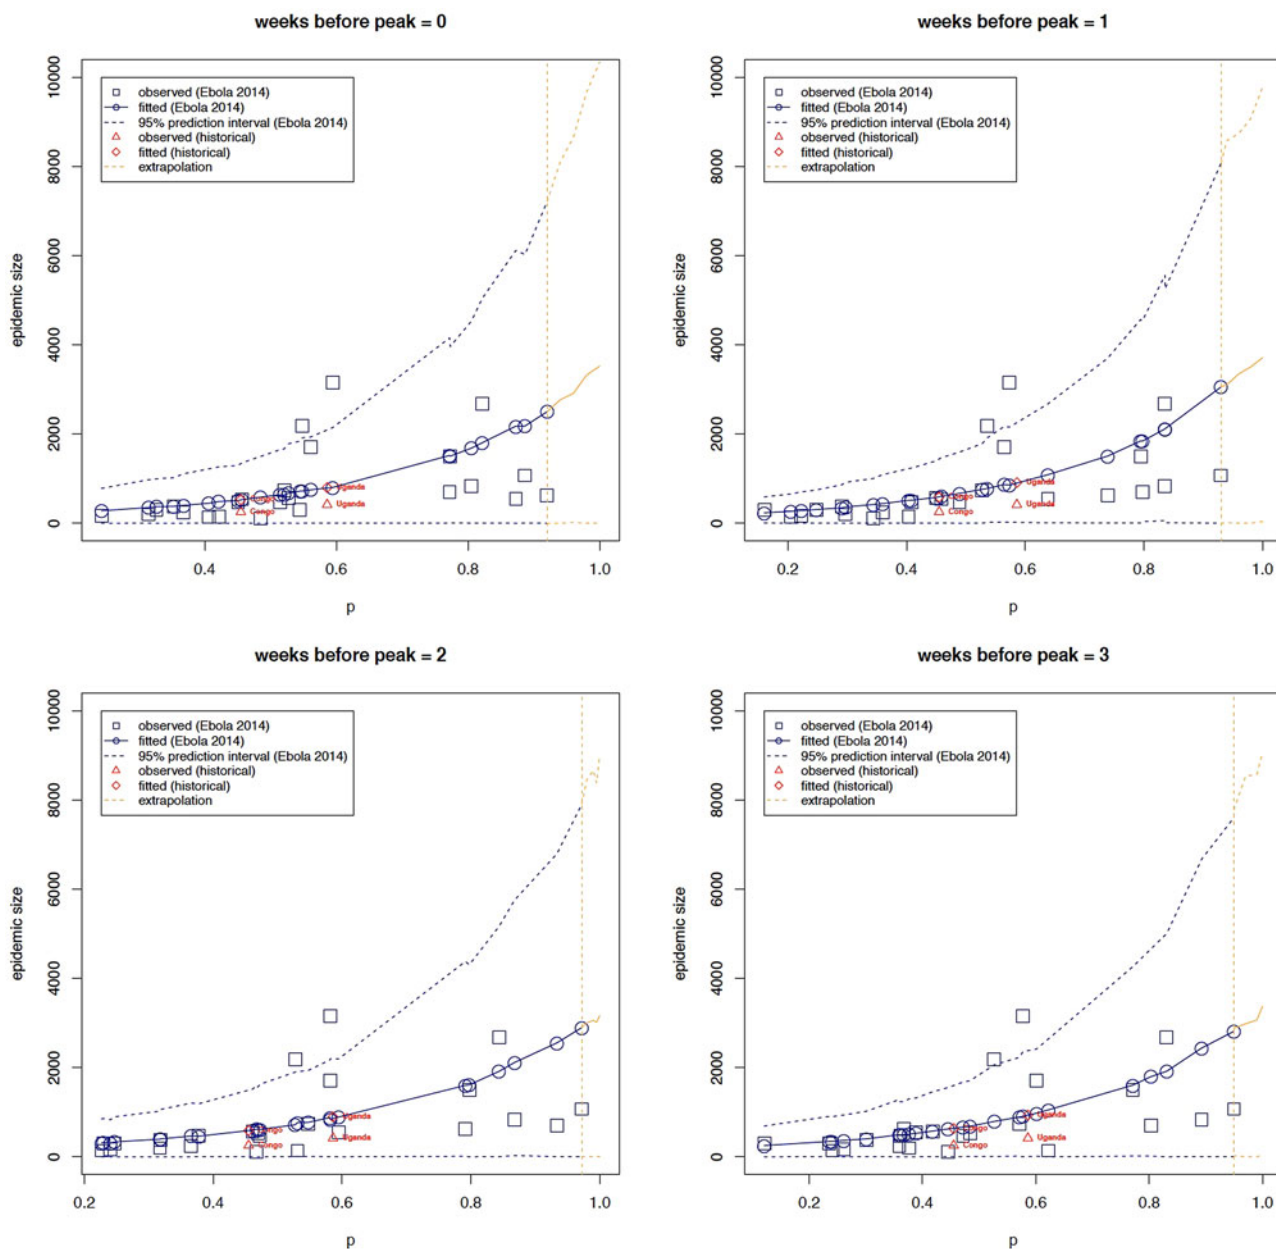 weeks before peak = 0
epidemic size
10000
8000
6000
4000
2000
0
observed (Ebola 2014)
fitted (Ebola 2014)
95% prediction interval (Ebola 2014)
observed (historical)
fitted (historical)
extrapolation
Uganda
Congo
Uganda
Congo
0.4
0.6
0.8
1.0
p
weeks before peak = 1
epidemic size
10000
8000
6000
4000
2000
0
observed (Ebola 2014)
fitted (Ebola 2014)
95% prediction interval (Ebola 2014)
observed (historical)
fitted (historical)
extrapolation
Uganda
Congo
Uganda
Congo
0.2
0.4
0.6
0.8
1.0
p
weeks before peak = 2
epidemic size
10000
8000
6000
4000
2000
0
observed (Ebola 2014)
fitted (Ebola 2014)
95% prediction interval (Ebola 2014)
observed (historical)
fitted (historical)
extrapolation
Uganda
Congo
Uganda
Congo
0.2
0.4
0.6
0.8
1.0
p
weeks before peak = 3
epidemic size
10000
8000
6000
4000
2000
0
observed (Ebola 2014)
fitted (Ebola 2014)
95% prediction interval (Ebola 2014)
observed (historical)
fitted (historical)
extrapolation
Uganda
Congo
Uganda
Congo
0.2
0.4
0.6
0.8
1.0
p